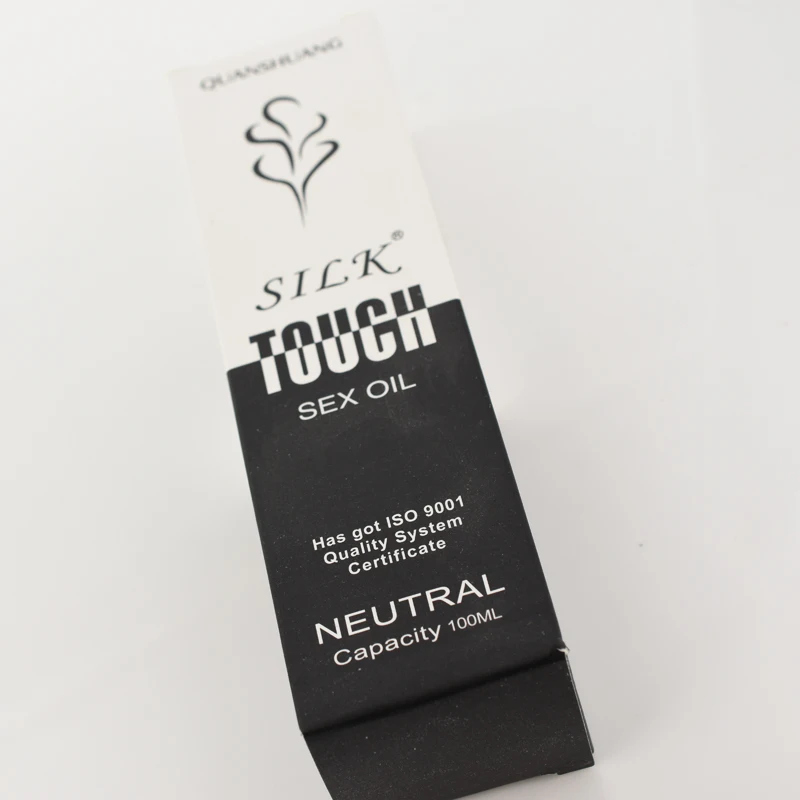 QUANSHUANG
SILK®
TOUCH
SEX OIL
Has got ISO 9001
Quality System
Certificate
NEUTRAL
Capacity 100ML